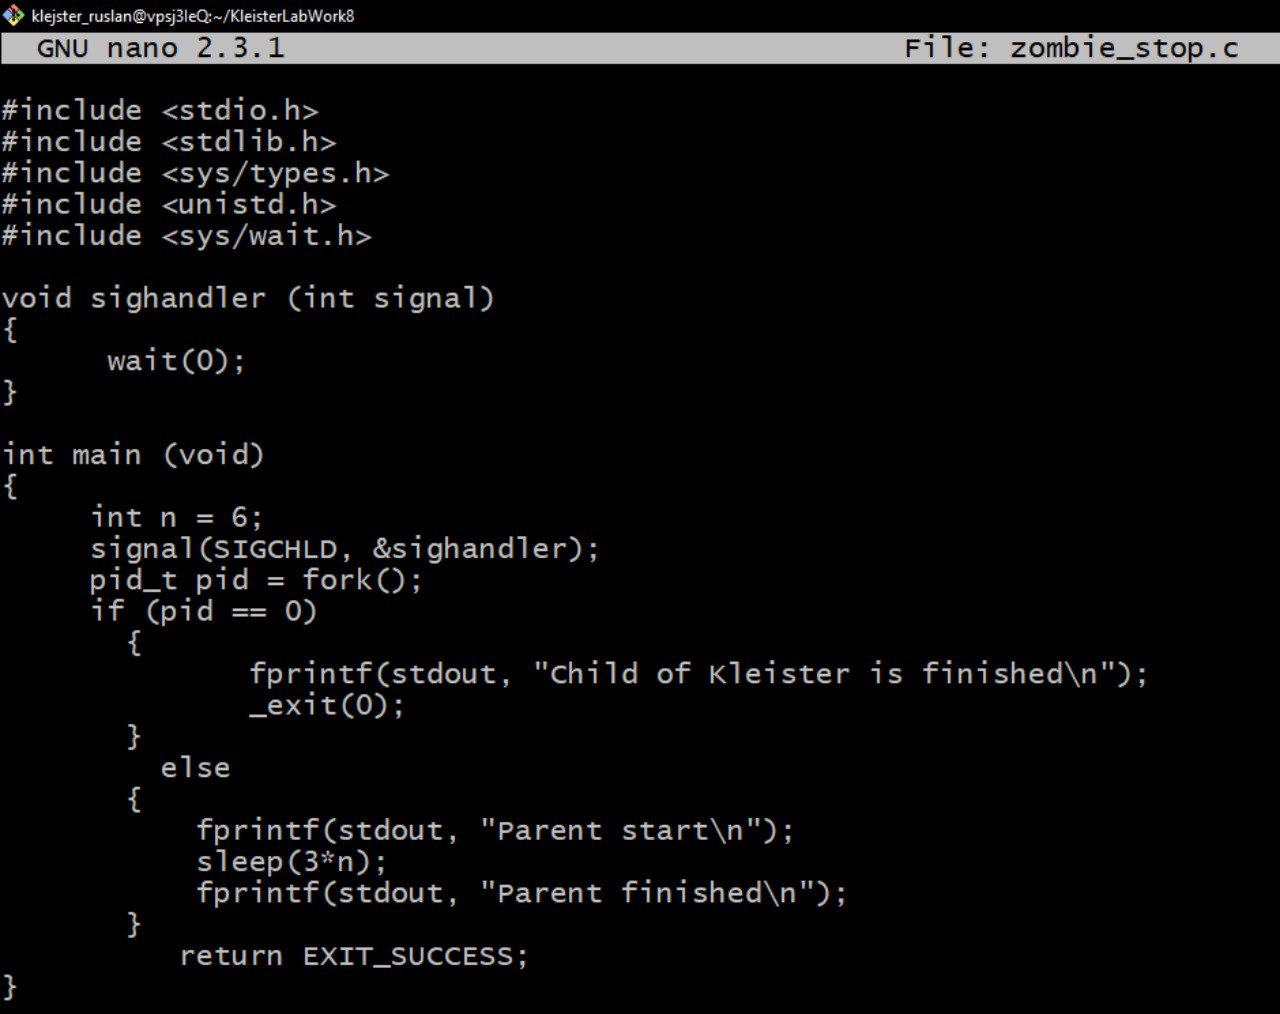 klejster_ruslan@vpsj3leQ:~/KleisterLabWork8
GNU nano 2.3.1 File: zombie_stop.c
#include <stdio.h>
#include <stdlib.h>
#include <sys/types.h>
#include <unistd.h>
#include <sys/wait.h>
void sighandler (int signal)
{
wait(0);
}
int main (void)
{
int n = 6;
signal(SIGCHLD, &sighandler);
pid_t pid = fork();
if (pid == 0)
{
fprintf(stdout, "Child of Kleister is finished\n");
_exit(0);
}
else
{
fprintf(stdout, "Parent start\n");
sleep(3*n);
fprintf(stdout, "Parent finished\n");
}
return EXIT_SUCCESS;
}